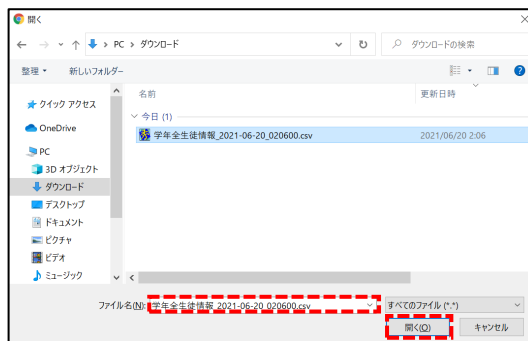 開く
PC › ダウンロード
ダウンロードの検索
整理
新しいフォルダー
名前
更新日時
クイック アクセス
今日 (1)
学年全生徒情報_2021-06-20_020600.csv
2021/06/20 2:06
OneDrive
PC
3D オブジェクト
ダウンロード
デスクトップ
ドキュメント
ピクチャ
ビデオ
ミュージック
ファイル名(N):
学年全生徒情報_2021-06-20_020600.csv
すべてのファイル (*.*)
開く(O)
キャンセル